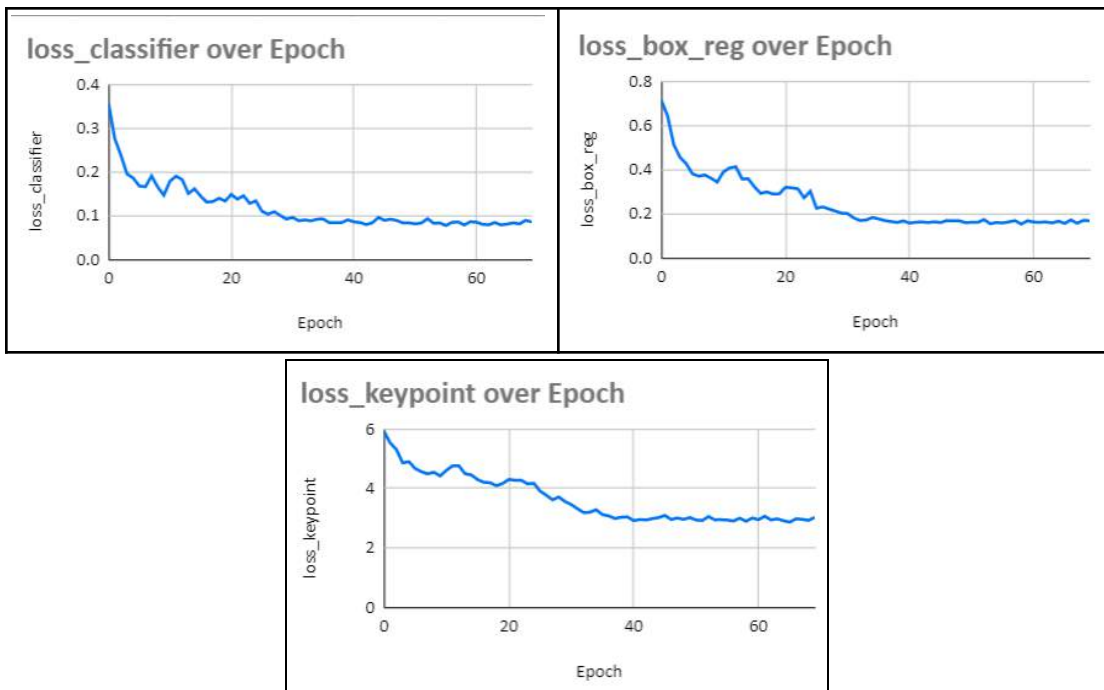 loss_classifier over Epoch
loss_classifier
0.4
0.3
0.2
0.1
0.0
0 20 40 60
Epoch
loss_box_reg over Epoch
loss_box_reg
0.8
0.6
0.4
0.2
0.0
0 20 40 60
Epoch
loss_keypoint over Epoch
loss_keypoint
6
4
2
0
0 20 40 60
Epoch